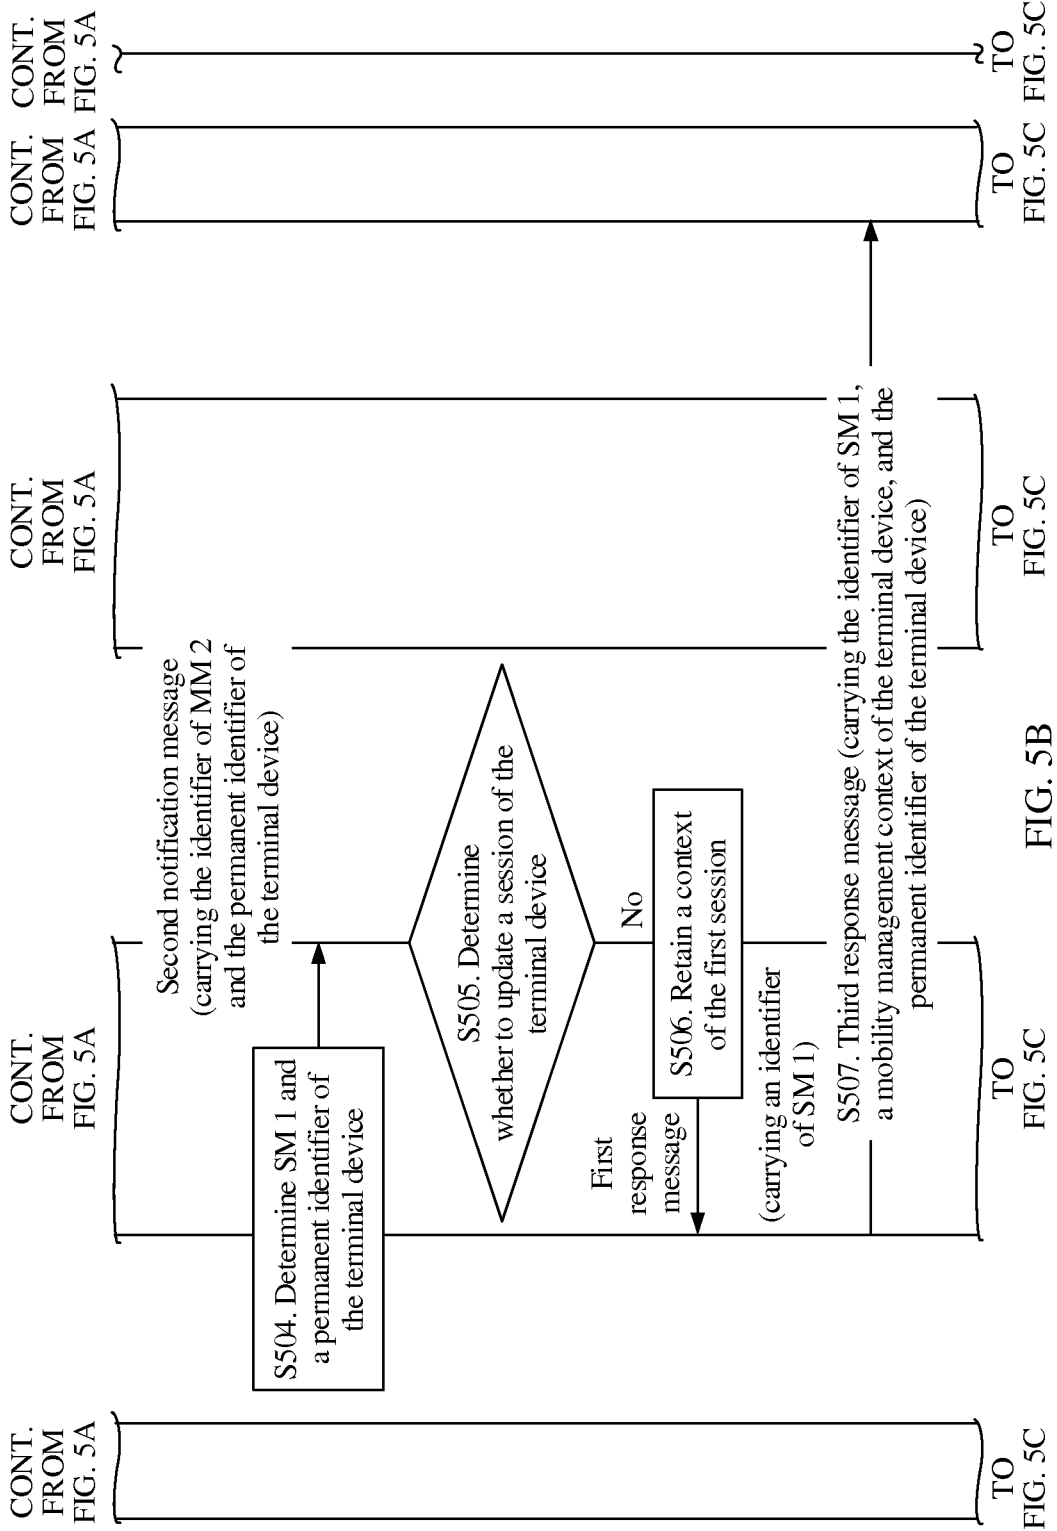 CONT.
FROM
FIG. 5A
CONT.
FROM
FIG. 5A
CONT.
FROM
FIG. 5A
CONT.
FROM
FIG. 5A
CONT.
FROM
FIG. 5A
Second notification message
(carrying the identifier of MM 2
and the permanent identifier of
the terminal device)
S504. Determine SM 1 and
a permanent identifier of
the terminal device
S505. Determine
whether to update a session of the
terminal device
No
First
response
message
S506. Retain a context
of the first session
(carrying an identifier
of SM 1)
S507. Third response message (carrying the identifier of SM 1,
a mobility management context of the terminal device, and the
permanent identifier of the terminal device)
TO
FIG. 5C
TO
FIG. 5C
TO
FIG. 5C
TO
FIG. 5C
TO
FIG. 5C
FIG. 5B